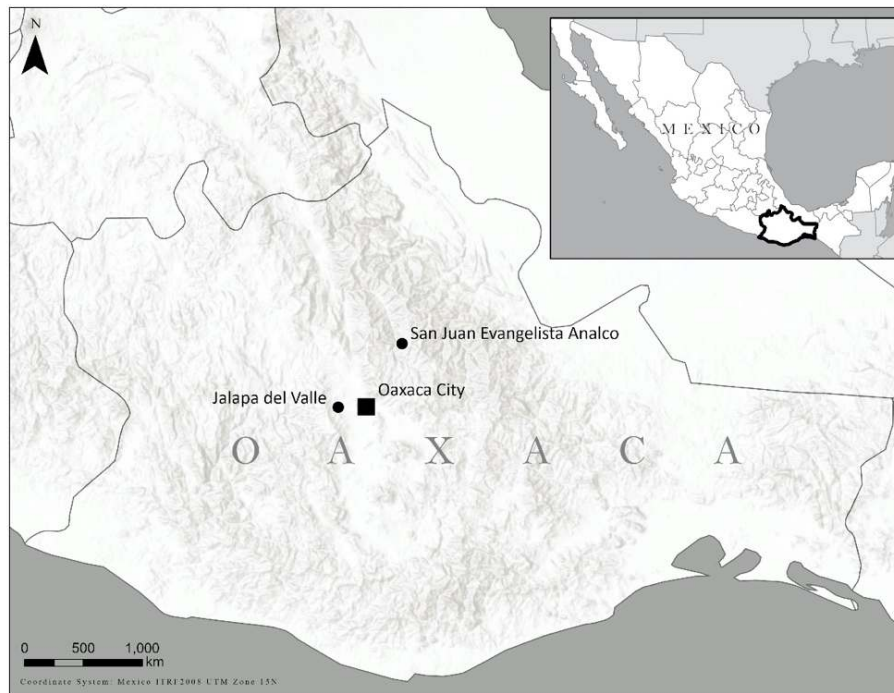 N
MEXICO
San Juan Evangelista Analco
Jalapa del Valle
Oaxaca City
OAXACA
0 500 1,000
km
Coordinate System: Mexico ITRF2008 UTM Zone 15N